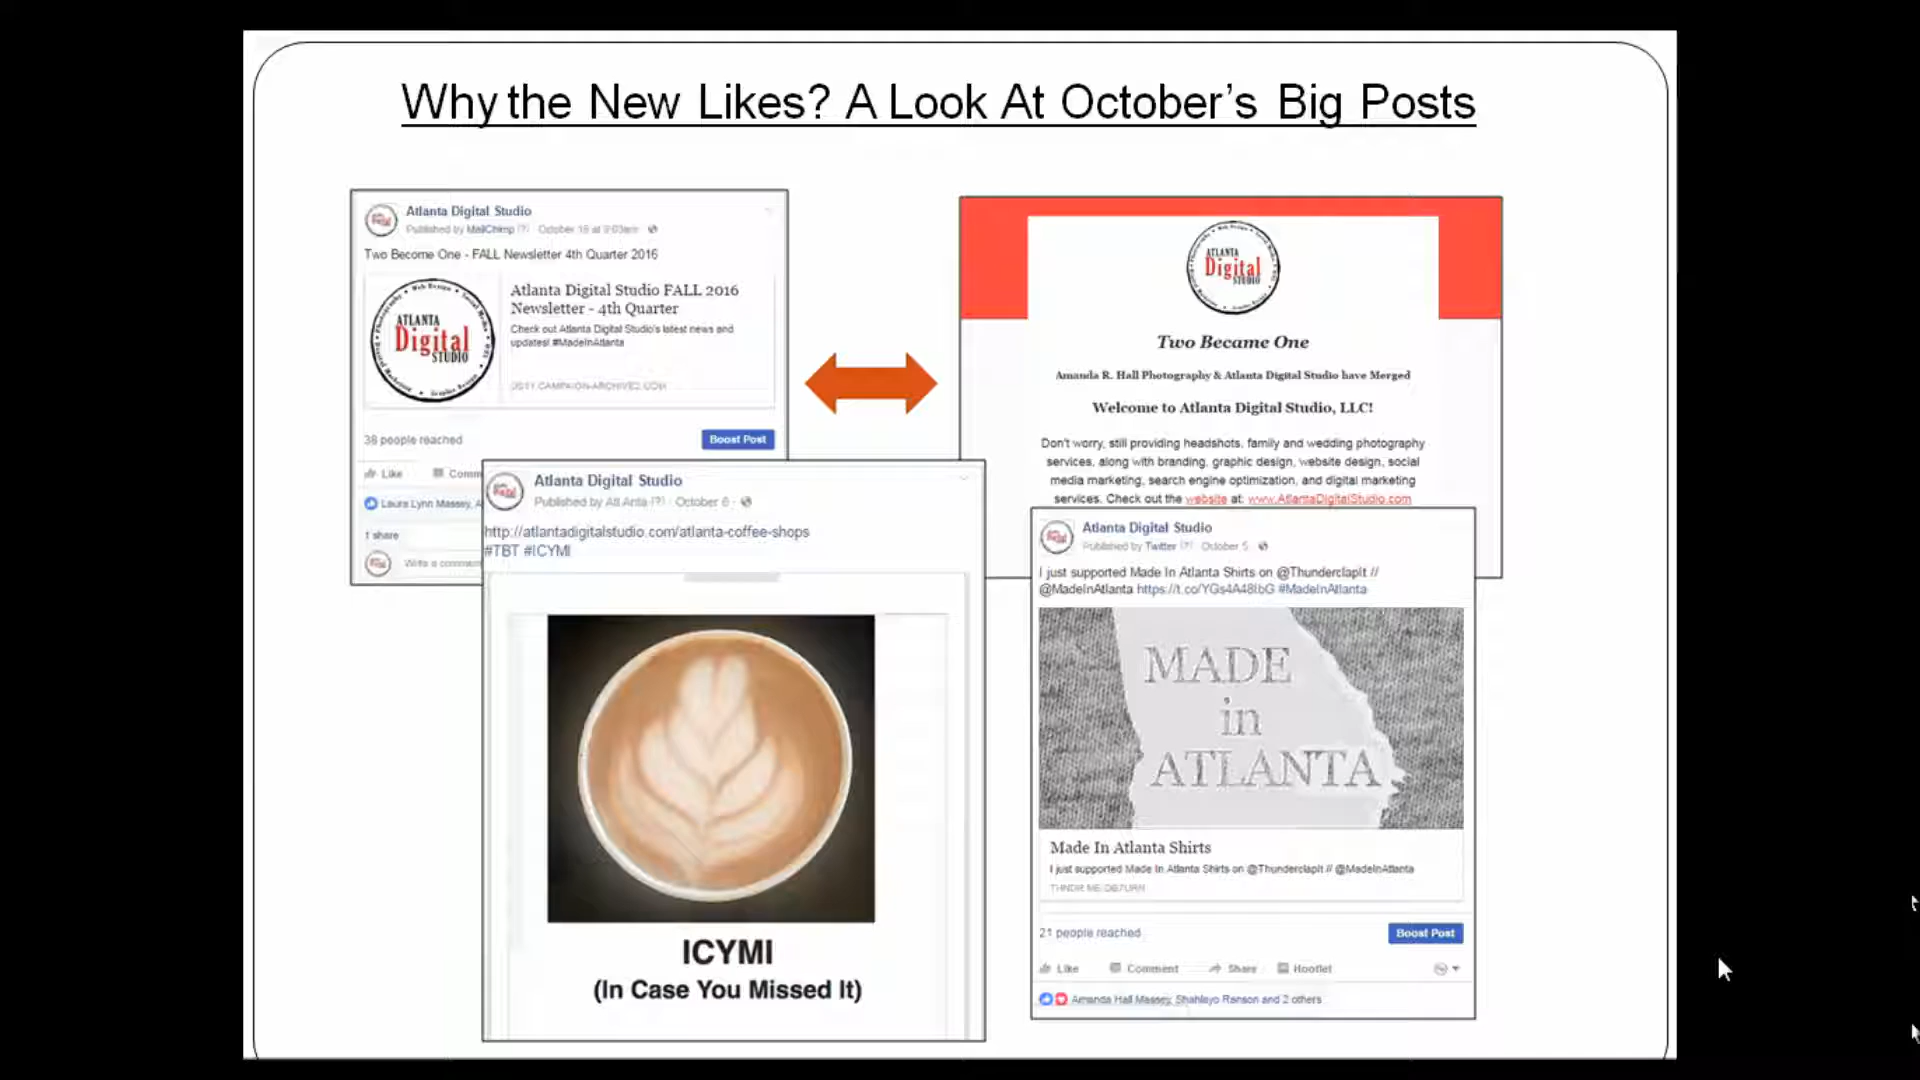 Why the New Likes? A Look At October's Big Posts
Atlanta Digital Studio
Published by MailChimp [?] · October 18 at 9:03am ·
Two Become One - FALL Newsletter 4th Quarter 2016
ATLANTA
Digital
STUDIO
Atlanta Digital Studio FALL 2016
Newsletter - 4th Quarter
Check out Atlanta Digital Studio's latest news and
updates! #MadeInAtlanta
38 people reached
Boost Post
Like
Comm
Laura Lynn Massey, A
1 share
Write a commen
ATLANTA
Digital
STUDIO
Two Became One
Amanda R. Hall Photography & Atlanta Digital Studio have Merged
Welcome to Atlanta Digital Studio, LLC!
Don't worry, still providing headshots, family and wedding photography
services, along with branding, graphic design, website design, social
media marketing, search engine optimization, and digital marketing
services. Check out the website at: www.AtlantaDigitalStudio.com
Atlanta Digital Studio
Published by Atl Anta [?] · October 6 ·
http://atlantadigitalstudio.com/atlanta-coffee-shops
#TBT #ICYMI
ICYMI
(In Case You Missed It)
Atlanta Digital Studio
Published by Twitter [?] · October 5 ·
I just supported Made In Atlanta Shirts on @ThunderclapIt //
@MadeInAtlanta #MadeInAtlanta
MADE
in
ATLANTA
Made In Atlanta Shirts
I just supported Made In Atlanta Shirts on @ThunderclapIt // @MadeInAtlanta
21 people reached
Boost Post
Like Comment Share Hootlet
Amanda Hall Massey, Shahlayo Ranson and 2 others